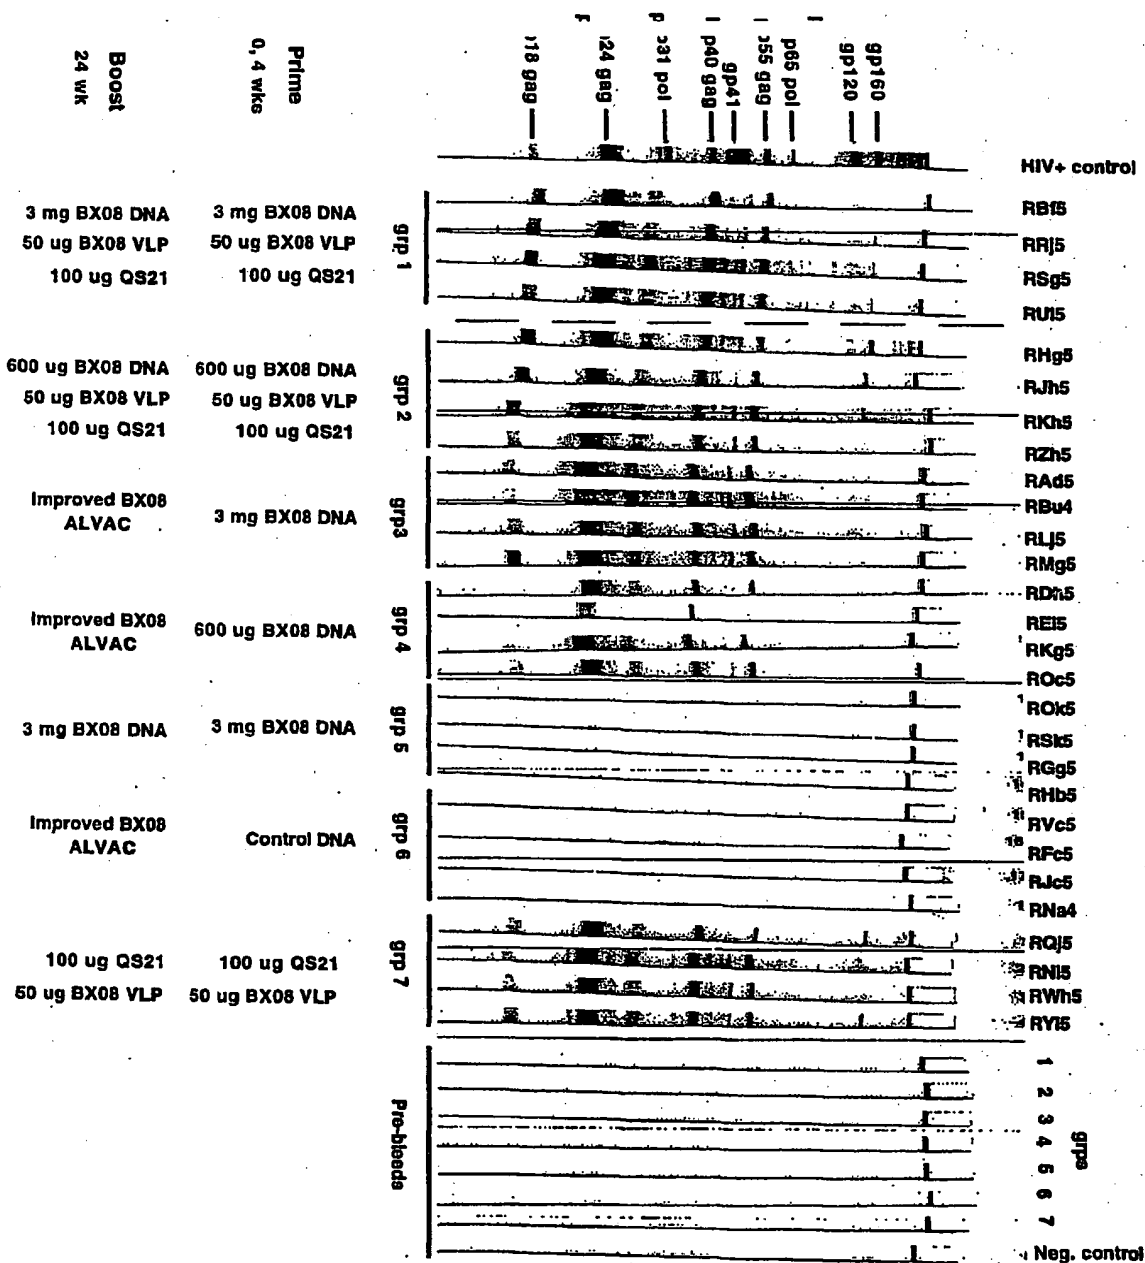 Boost
24 wk
Prime
0, 4 wks
18 gag
24 gag
31 pol
p40 gag
gp41
55 gag
p65 pol
gp120
gp160
HIV+ control
3 mg BX08 DNA
50 ug BX08 VLP
100 ug QS21
3 mg BX08 DNA
50 ug BX08 VLP
100 ug QS21
grp 1
RRj5
RSg5
600 ug BX08 DNA
50 ug BX08 VLP
100 ug QS21
600 ug BX08 DNA
50 ug BX08 VLP
100 ug QS21
grp 2
RHg5
RJh5
RKh5
RZh5
Improved BX08
ALVAC
3 mg BX08 DNA
grp3
RAd5
RBu4
RLj5
RMg5
Improved BX08
ALVAC
600 ug BX08 DNA
grp 4
RDh5
RKg5
ROc5
3 mg BX08 DNA
3 mg BX08 DNA
grp 5
ROk5
RSk5
RGg5
RHb5
Improved BX08
ALVAC
Control DNA
grp 6
RVc5
RFc5
RJc5
RNa4
100 ug QS21
50 ug BX08 VLP
100 ug QS21
50 ug BX08 VLP
grp 7
RQj5
RWh5
Pre-bleeds
1
2
3
4
5
6
7
grps
Neg. control